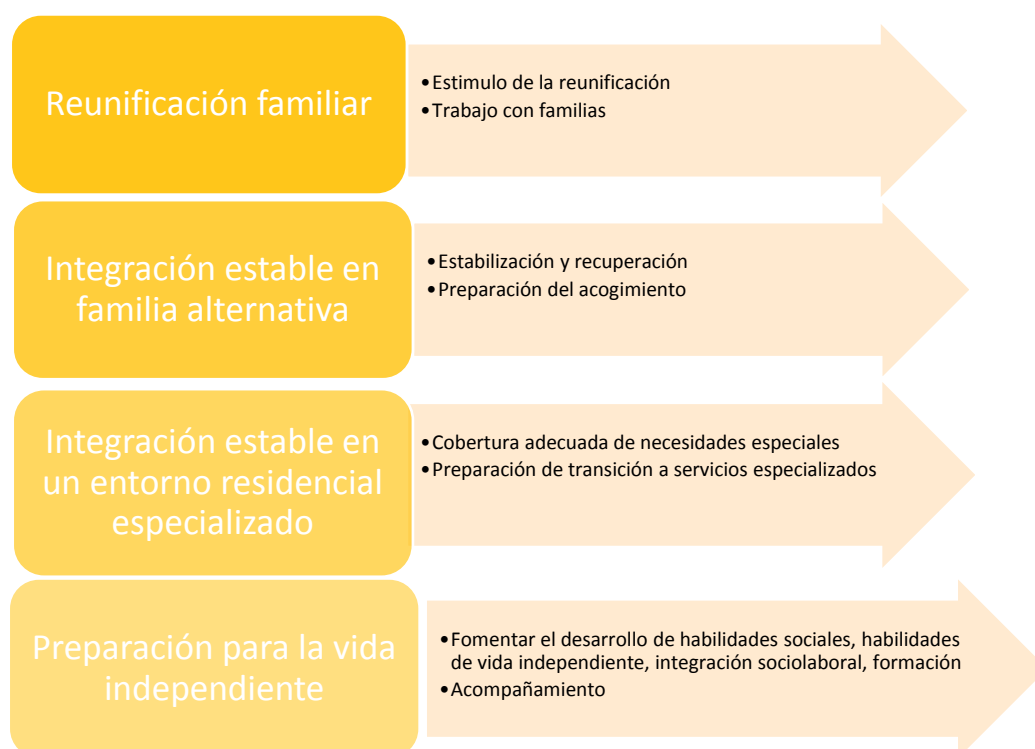 Reunificación familiar
•Estimulo de la reunificación
•Trabajo con familias
Integración estable en
familia alternativa
•Estabilización y recuperación
•Preparación del acogimiento
Integración estable en
un entorno residencial
especializado
•Cobertura adecuada de necesidades especiales
•Preparación de transición a servicios especializados
Preparación para la vida
independiente
•Fomentar el desarrollo de habilidades sociales, habilidades
de vida independiente, integración sociolaboral, formación
•Acompañamiento